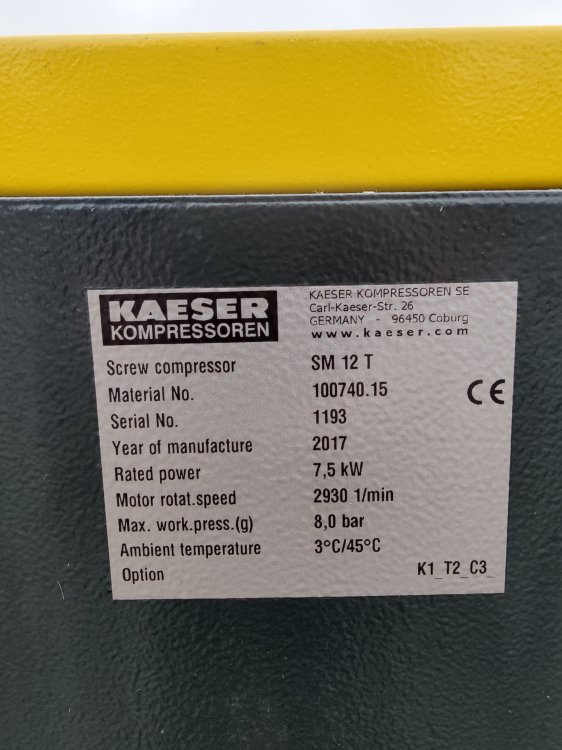 KAESER
KOMPRESSOREN
KAESER KOMPRESSOREN SE
Carl-Kaeser-Str. 26
GERMANY - 96450 Coburg
www.kaeser.com
Screw compressor SM 12 T
Material No. 100740.15
CE
Serial No. 1193
Year of manufacture 2017
Rated power 7,5 kW
Motor rotat.speed 2930 1/min
Max. work.press.(g) 8,0 bar
Ambient temperature 3°C/45°C
Option K1_T2_C3_